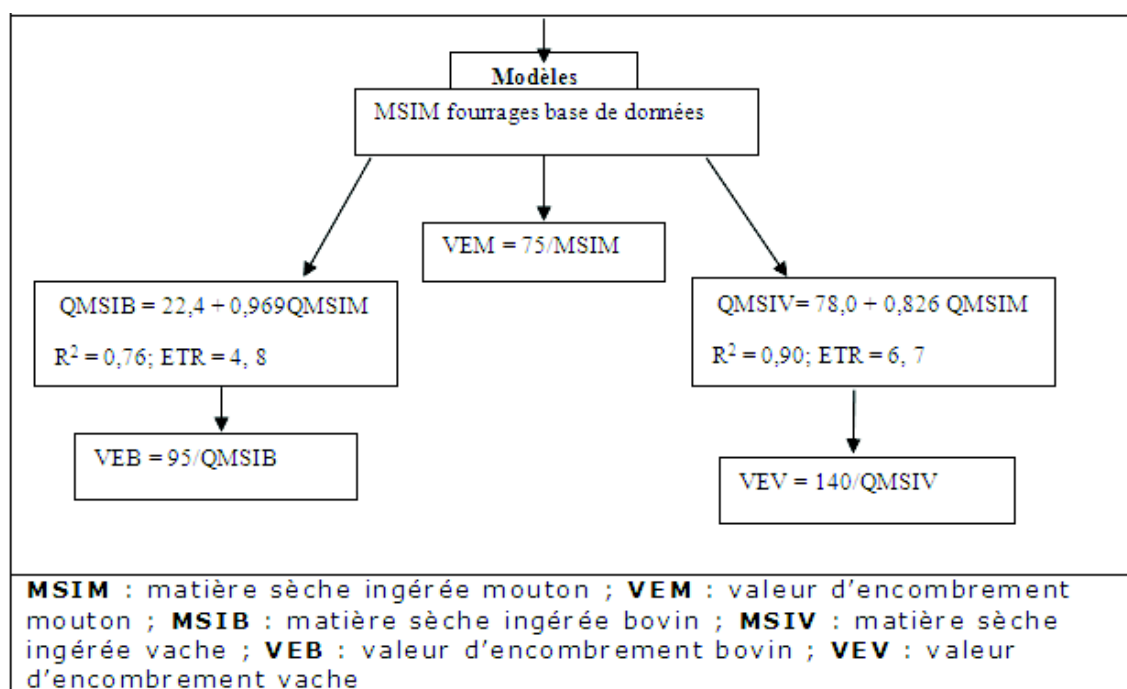 Modèles
MSIM fourrages base de données
VEM = 75/MSIM
QMSIB = 22,4 + 0,969QMSIM
R² = 0,76; ETR = 4, 8
QMSIV= 78,0 + 0,826 QMSIM
R² = 0,90; ETR = 6, 7
VEB = 95/QMSIB
VEV = 140/QMSIV
MSIM : matière sèche ingérée mouton ; VEM : valeur d’encombrement
mouton ; MSIB : matière sèche ingérée bovin ; MSIV : matière sèche
ingérée vache ; VEB : valeur d’encombrement bovin ; VEV : valeur
d’encombrement vache